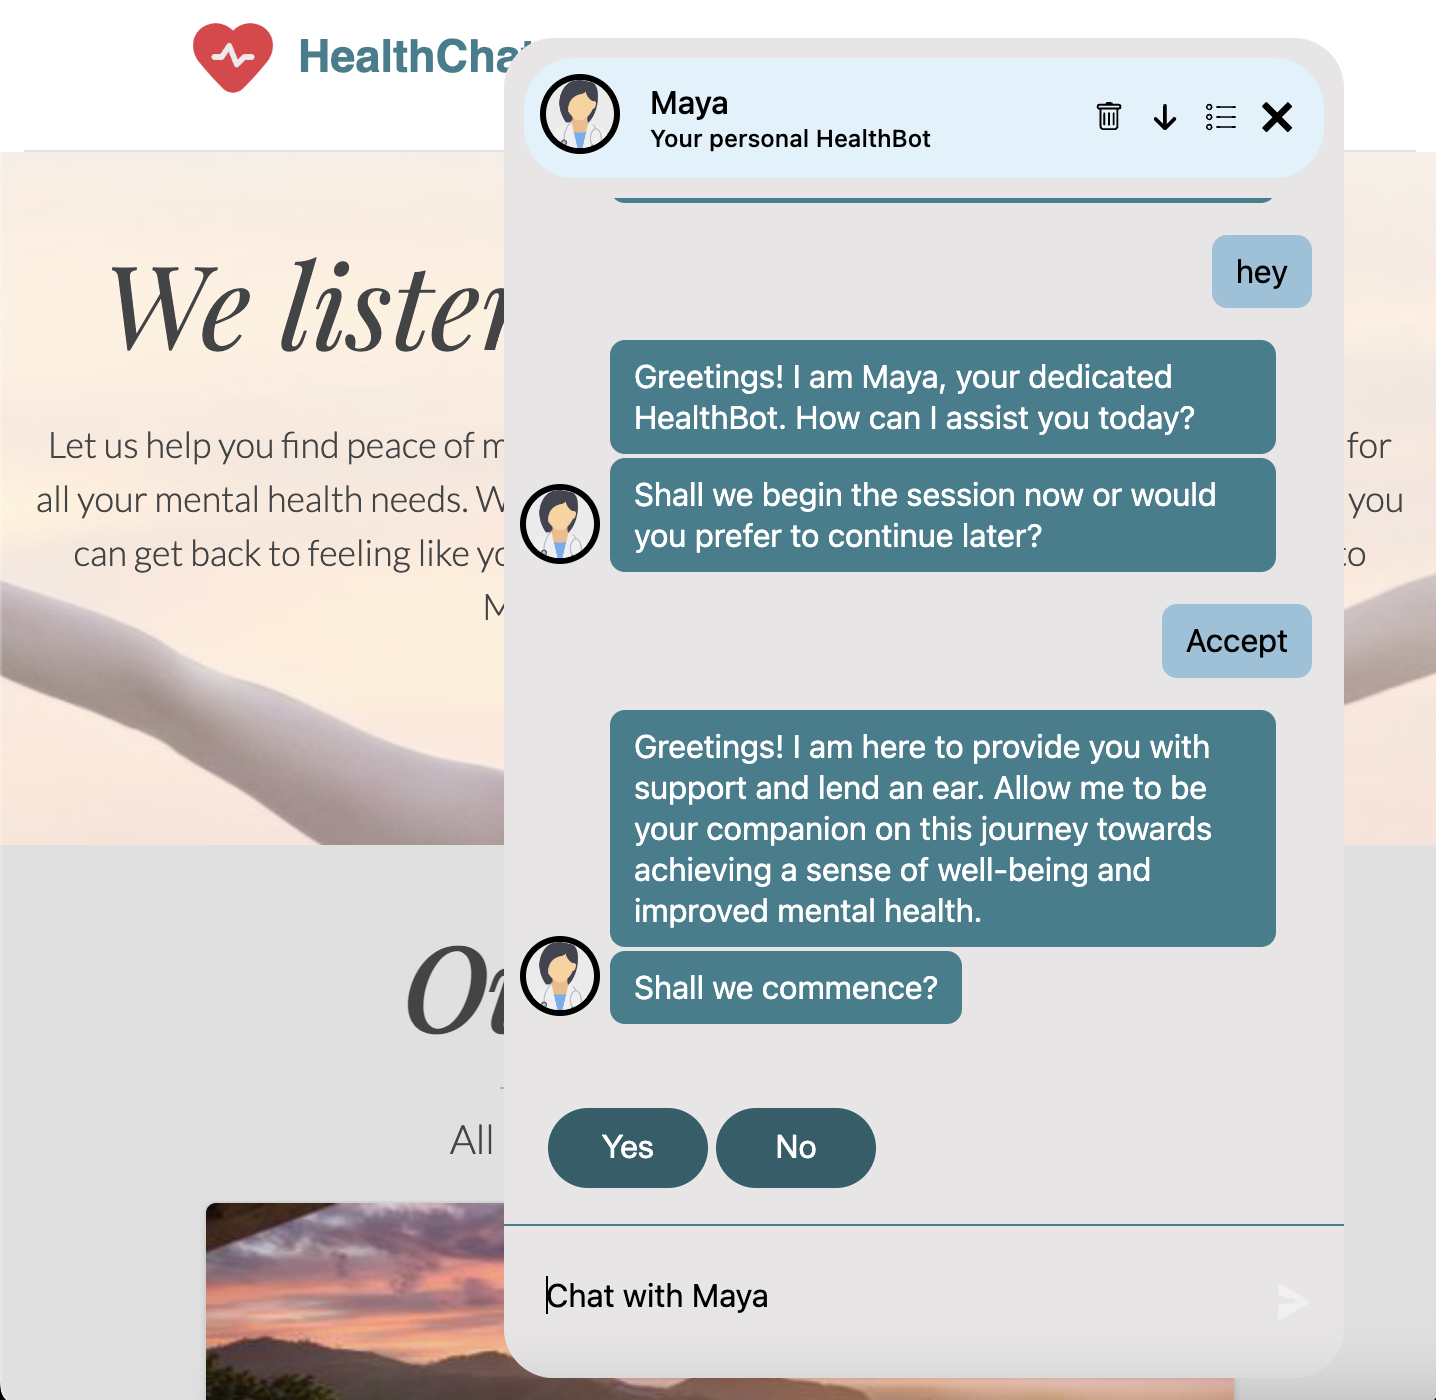 HealthCha
Maya
Your personal HealthBot
hey
Greetings! I am Maya, your dedicated
HealthBot. How can I assist you today?
Shall we begin the session now or would
you prefer to continue later?
Accept
Greetings! I am here to provide you with
support and lend an ear. Allow me to be
your companion on this journey towards
achieving a sense of well-being and
improved mental health.
Shall we commence?
Yes
No
Chat with Maya
We listen
Let us help you find peace of m
for
all your mental health needs. W
you
can get back to feeling like yo
to
M
Ou
All